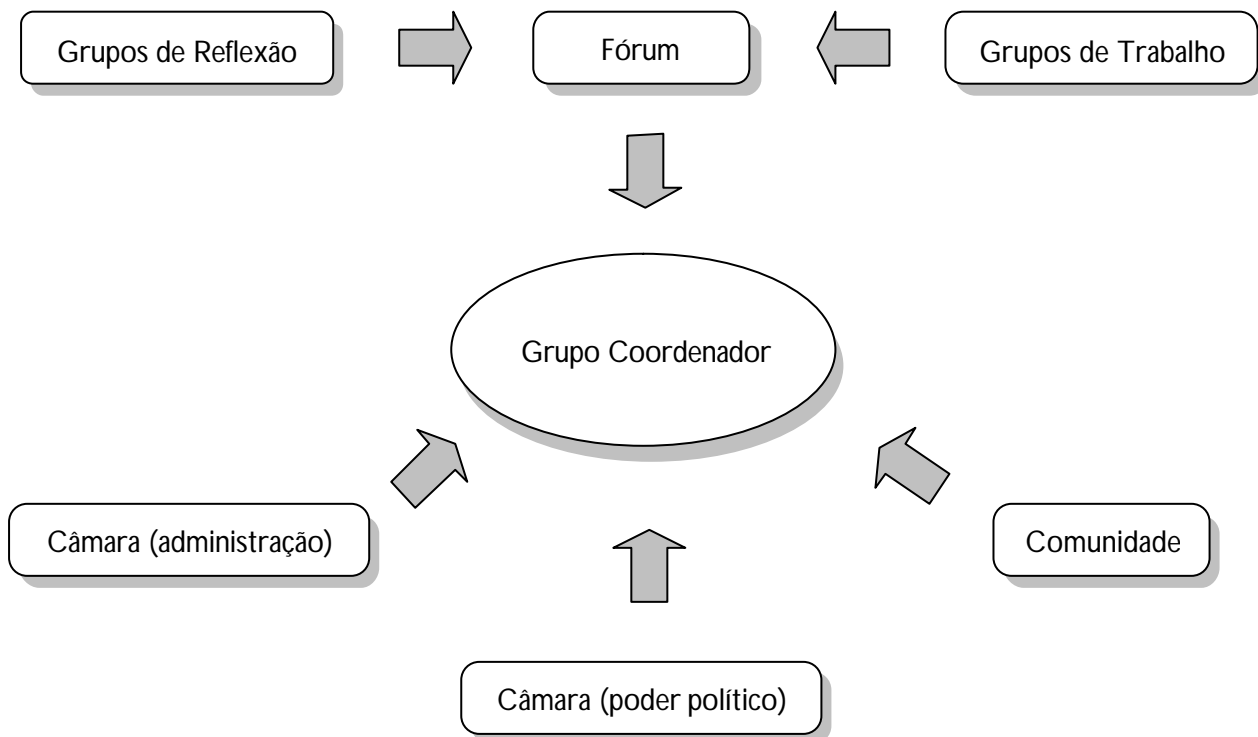 Grupos de Reflexão
Fórum
Grupos de Trabalho
Grupo Coordenador
Câmara (administração)
Comunidade
Câmara (poder político)